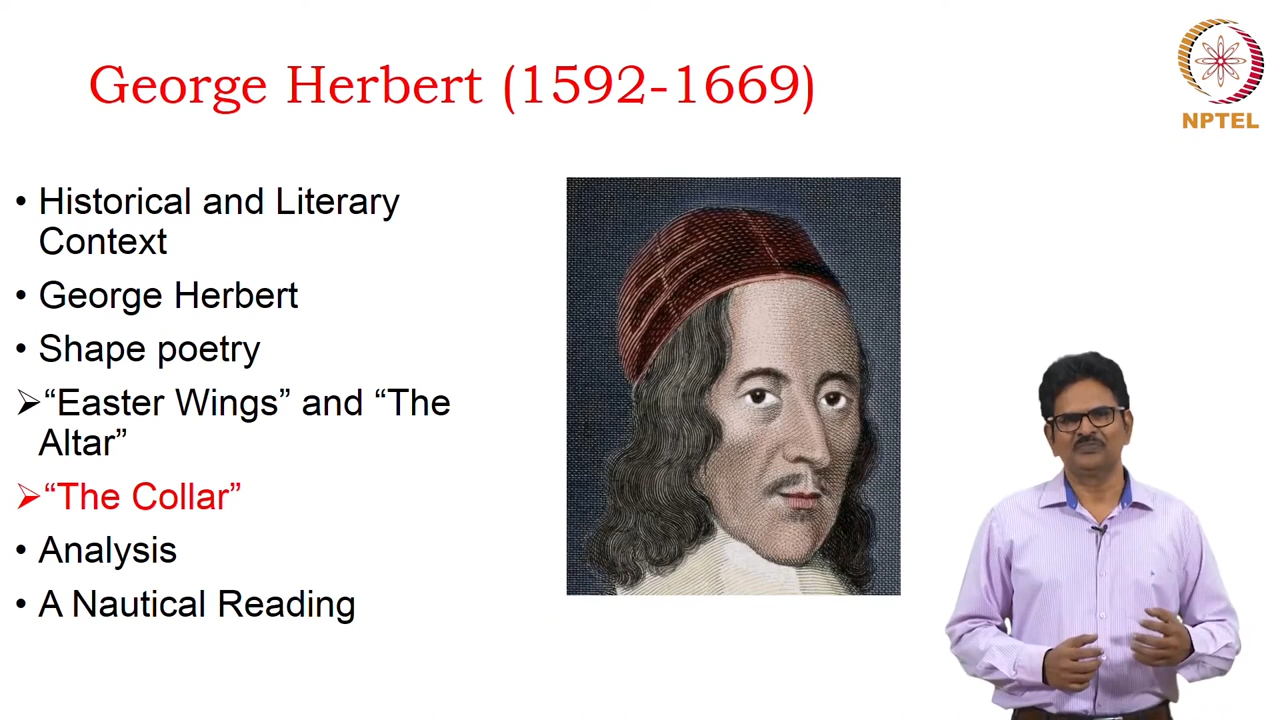 George Herbert (1592-1669)
NPTEL
• Historical and Literary
Context
• George Herbert
• Shape poetry
➢“Easter Wings” and “The
Altar”
➢“The Collar”
• Analysis
• A Nautical Reading